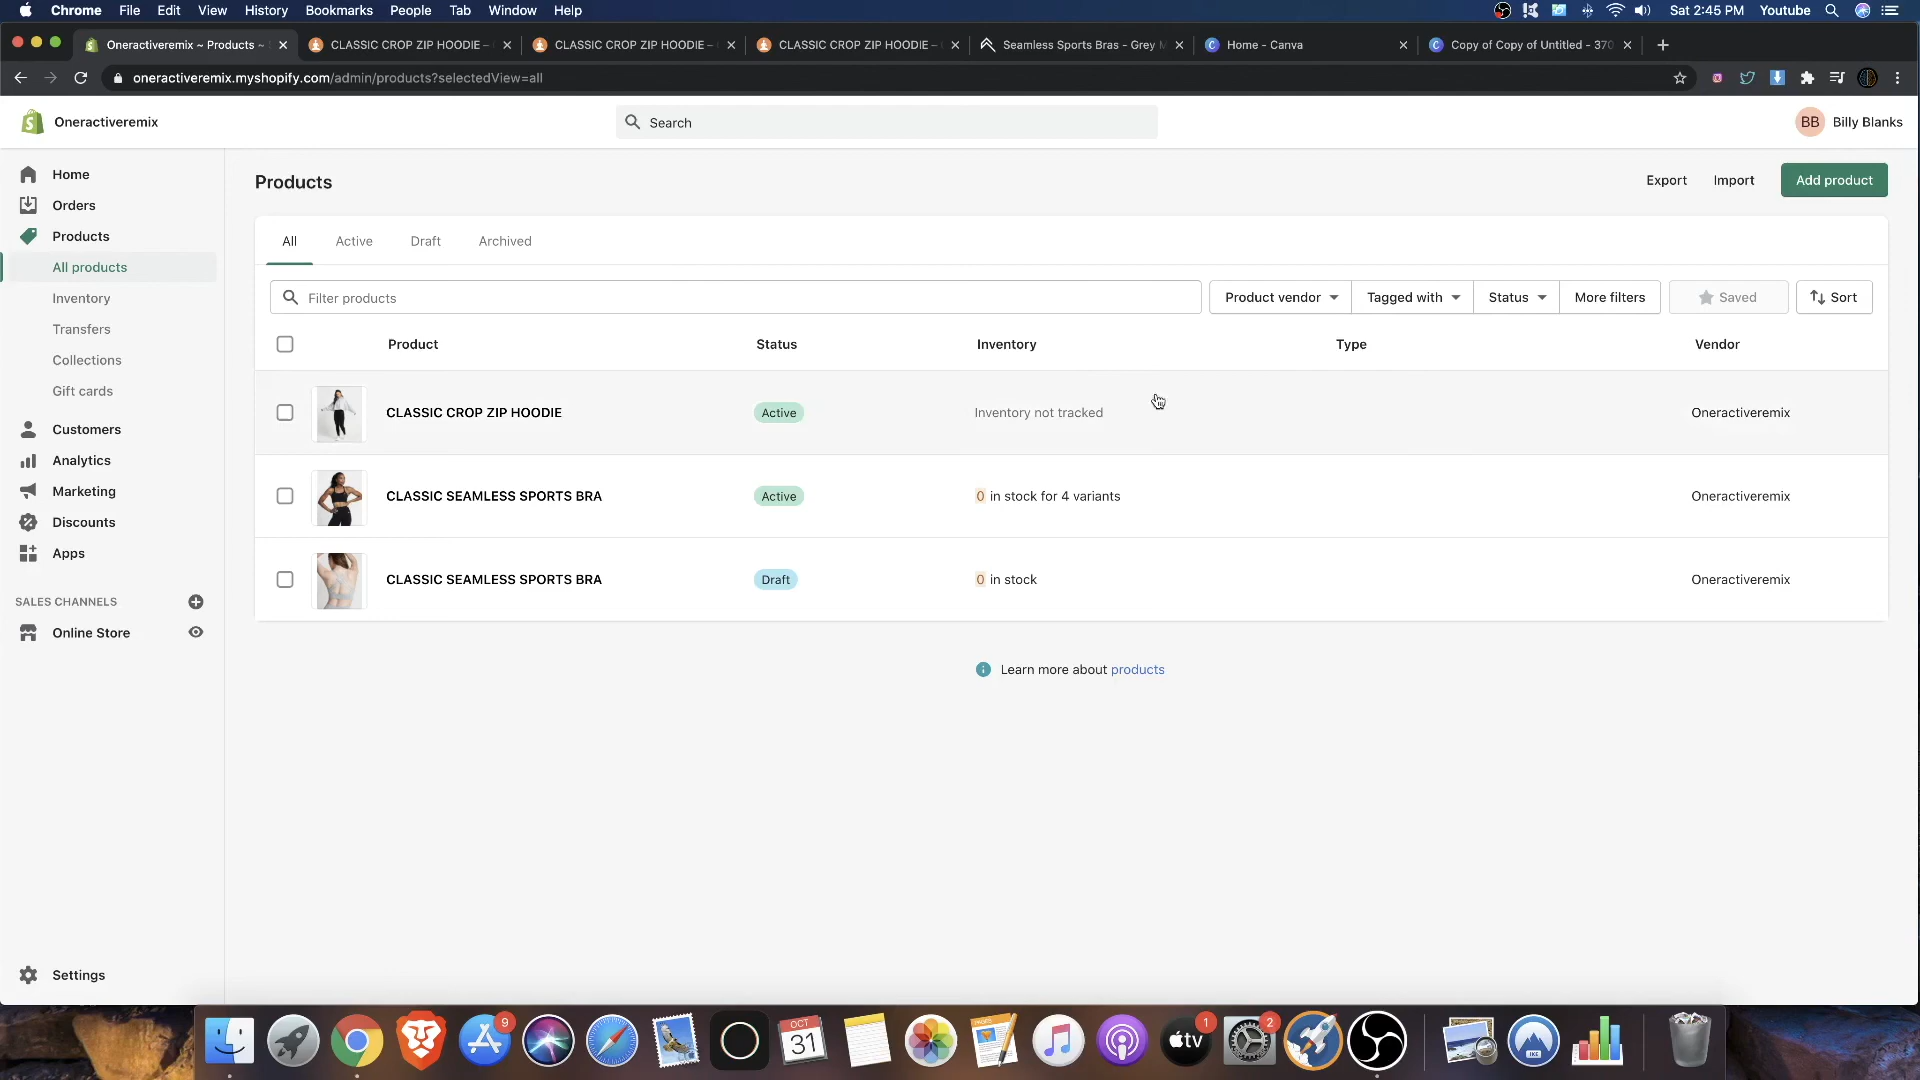 Chrome File Edit View History Bookmarks People Tab Window Help Sat 2:45 PM Youtube
Oneractiveremix ~ Products ~ CLASSIC CROP ZIP HOODIE – CLASSIC CROP ZIP HOODIE – CLASSIC CROP ZIP HOODIE – Seamless Sports Bras - Grey Home - Canva Copy of Copy of Untitled - 370
oneractiveremix.myshopify.com/admin/products?selectedView=all
Oneractiveremix Search BB Billy Blanks
Home
Orders
Products
All products
Inventory
Transfers
Collections
Gift cards
Customers
Analytics
Marketing
Discounts
Apps
SALES CHANNELS
Online Store
Settings
Products Export Import Add product
All Active Draft Archived
Filter products Product vendor Tagged with Status More filters Saved Sort
Product Status Inventory Type Vendor
CLASSIC CROP ZIP HOODIE Active Inventory not tracked Oneractiveremix
CLASSIC SEAMLESS SPORTS BRA Active 0 in stock for 4 variants Oneractiveremix
CLASSIC SEAMLESS SPORTS BRA Draft 0 in stock Oneractiveremix
Learn more about products
9 OCT 31 tv 1 2